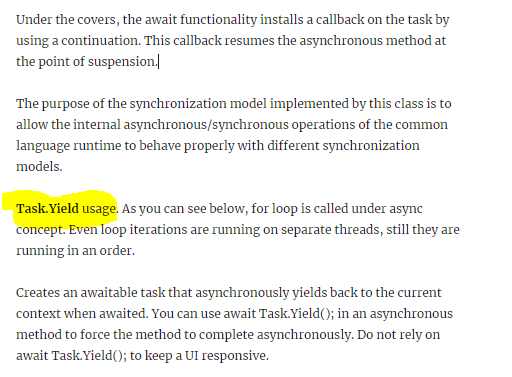 Under the covers, the await functionality installs a callback on the task by
using a continuation. This callback resumes the asynchronous method at
the point of suspension.
The purpose of the synchronization model implemented by this class is to
allow the internal asynchronous/synchronous operations of the common
language runtime to behave properly with different synchronization
models.
Task.Yield usage. As you can see below, for loop is called under async
concept. Even loop iterations are running on separate threads, still they are
running in an order.
Creates an awaitable task that asynchronously yields back to the current
context when awaited. You can use await Task.Yield(); in an asynchronous
method to force the method to complete asynchronously. Do not rely on
await Task.Yield(); to keep a UI responsive.